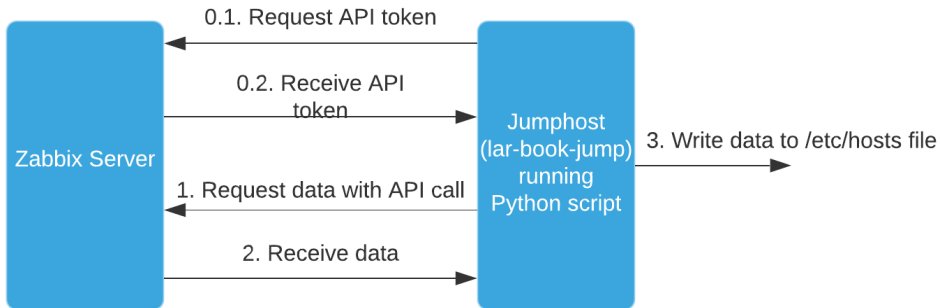 0.1. Request API token
0.2. Receive API
token
Zabbix Server
Jumphost
(lar-book-jump)
running
Python script
3. Write data to /etc/hosts file
1. Request data with API call
2. Receive data